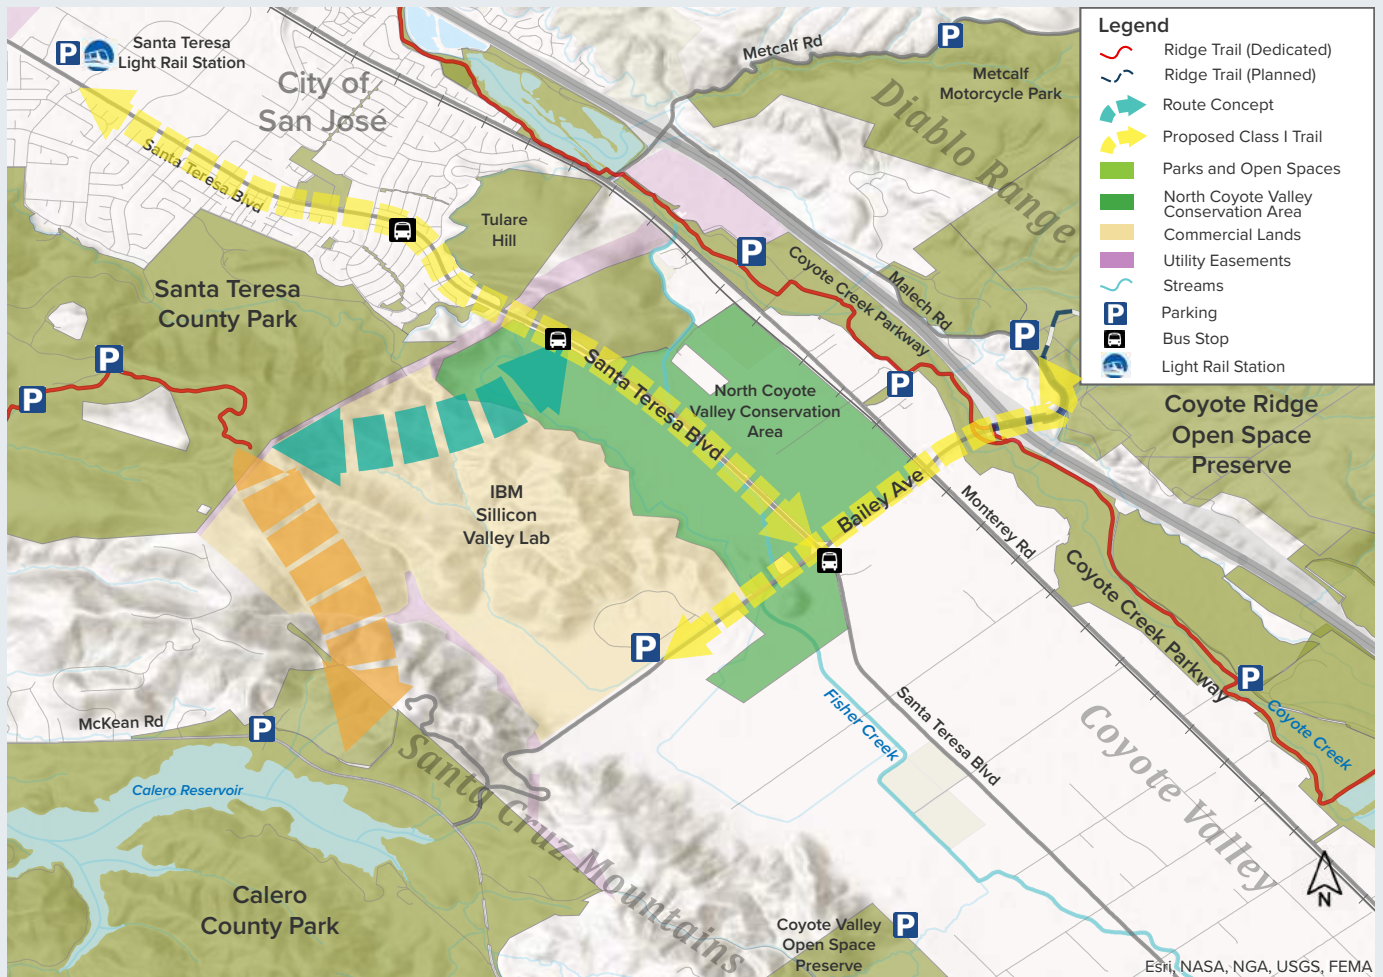 P
Santa Teresa
Light Rail Station
City of
San José
Metcalf Rd
P
Metcalf
Motorcycle Park
Diablo Range
Legend
Ridge Trail (Dedicated)
Ridge Trail (Planned)
Route Concept
Proposed Class I Trail
Parks and Open Spaces
North Coyote Valley
Conservation Area
Commercial Lands
Utility Easements
Streams
P
Parking
Bus Stop
Light Rail Station
Santa Teresa Blvd
Tulare
Hill
P
Coyote Creek Parkway
Malech Rd
P
Santa Teresa
County Park
P
P
Santa Teresa Blvd
North Coyote
Valley Conservation
Area
P
Coyote Ridge
Open Space
Preserve
IBM
Sillicon
Valley Lab
Bailey Ave
Monterey Rd
Coyote Creek Parkway
P
P
Coyote Creek
Fisher Creek
Santa Teresa Blvd
Coyote Valley
McKean Rd
P
Calero Reservoir
Santa Cruz Mountains
Calero
County Park
Coyote Valley
Open Space
Preserve
P
N
Esri, NASA, NGA, USGS, FEMA